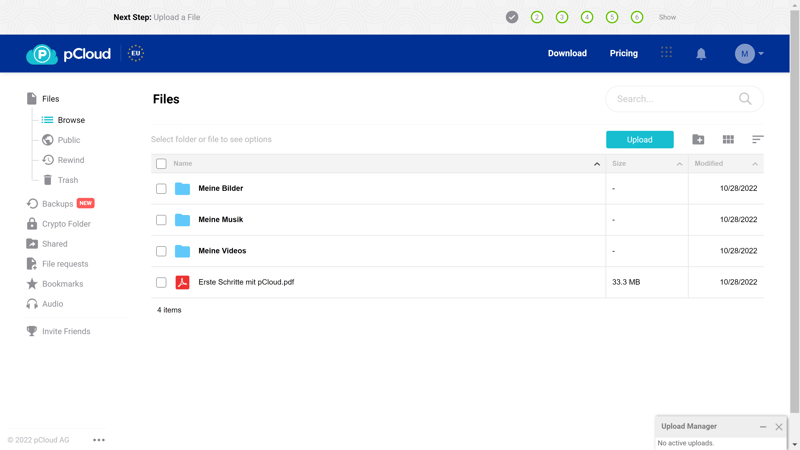 Next Step: Upload a File
2 3 4 5 6 Show
pCloud EU
Download Pricing M
Files
Browse
Public
Rewind
Trash
Backups NEW
Crypto Folder
Shared
File requests
Bookmarks
Audio
Invite Friends
Files
Search...
Select folder or file to see options
Upload
Name Size Modified
Meine Bilder - 10/28/2022
Meine Musik - 10/28/2022
Meine Videos - 10/28/2022
Erste Schritte mit pCloud.pdf 33.3 MB 10/28/2022
4 items
© 2022 pCloud AG
Upload Manager
No active uploads.